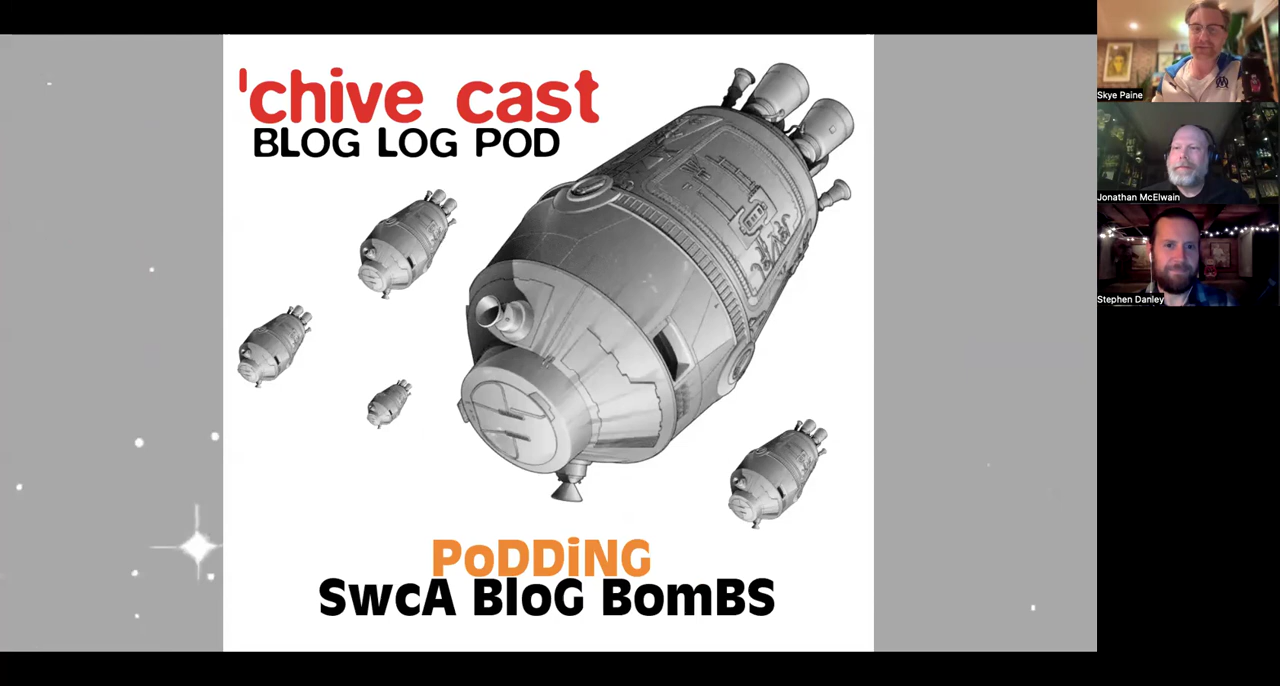 'chive cast
BLOG LOG POD
PoDDiNG
SwcA BloG BomBS
Skye Paine
Jonathan McElwain
Stephen Danley